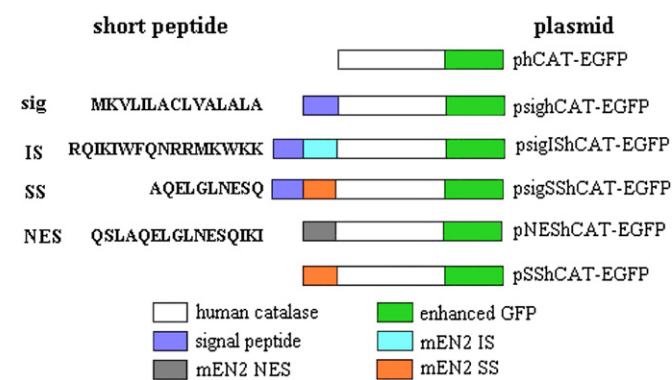 short peptide plasmid
phCAT-EGFP
sig MKVLILACLVALALA psighCAT-EGFP
IS RQIKIWFQNRRMKWKK psigIShCAT-EGFP
SS AQELGLNESQ psigSShCAT-EGFP
NES QSLAQELGLNESQIKI pNEShCAT-EGFP
pSShCAT-EGFP
human catalase enhanced GFP
signal peptide mEN2 IS
mEN2 NES mEN2 SS